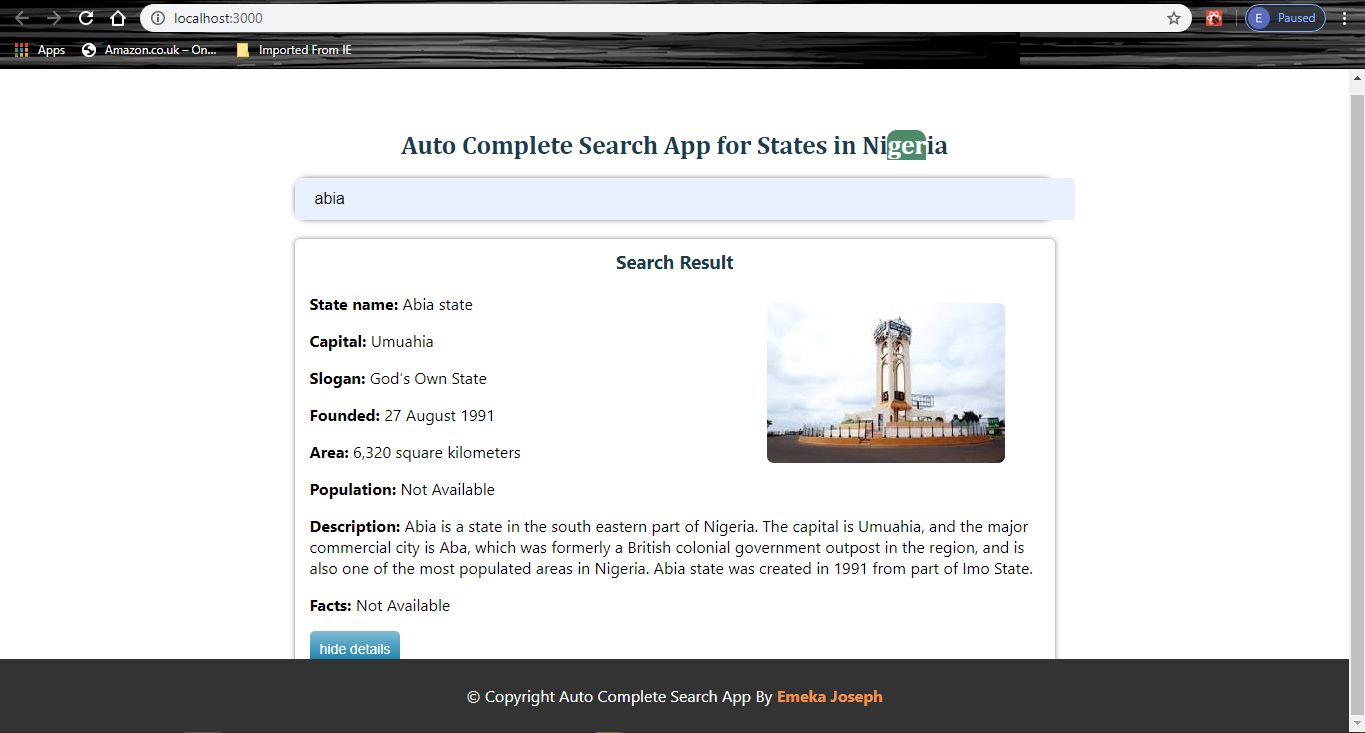 localhost:3000
E Paused
Apps Amazon.co.uk – On... Imported From IE
Auto Complete Search App for States in Nigeria
abia
Search Result
State name: Abia state
Capital: Umuahia
Slogan: God's Own State
Founded: 27 August 1991
Area: 6,320 square kilometers
Population: Not Available
Description: Abia is a state in the south eastern part of Nigeria. The capital is Umuahia, and the major
commercial city is Aba, which was formerly a British colonial government outpost in the region, and is
also one of the most populated areas in Nigeria. Abia state was created in 1991 from part of Imo State.
Facts: Not Available
hide details
© Copyright Auto Complete Search App By Emeka Joseph